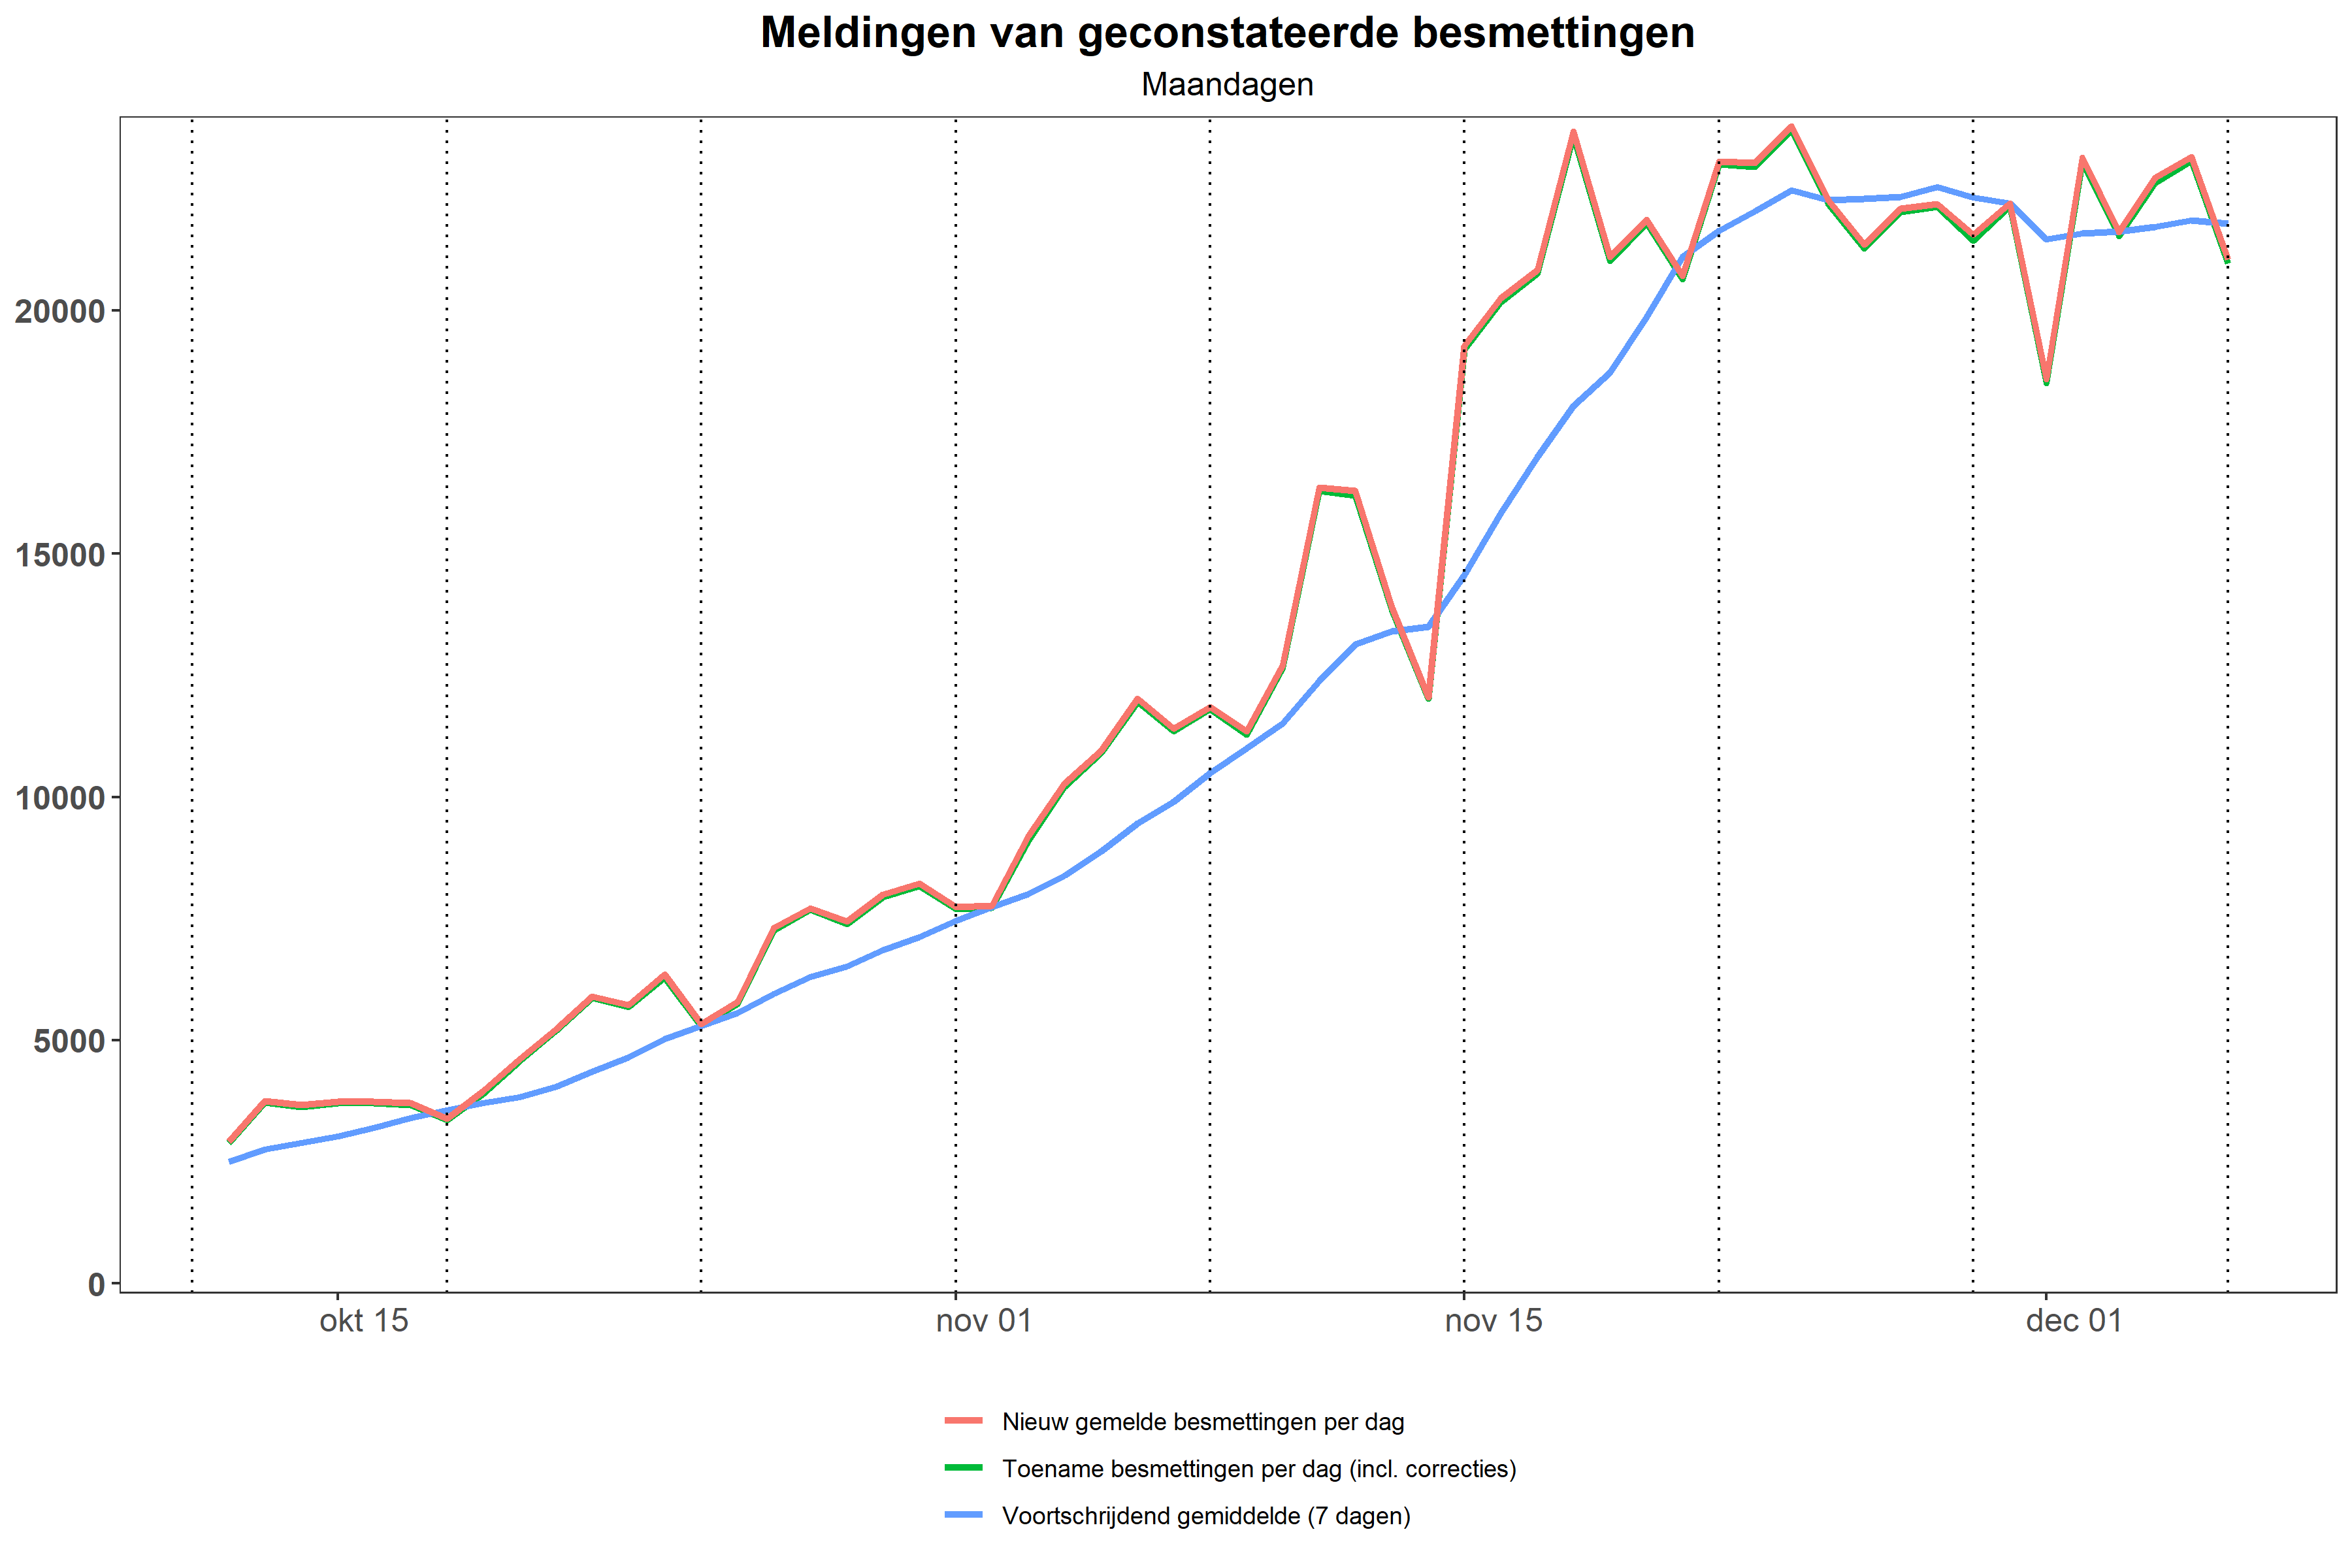 Meldingen van geconstateerde besmettingen
Maandagen
20000
15000
10000
5000
0
okt 15
nov 01
nov 15
dec 01
Nieuw gemelde besmettingen per dag
Toename besmettingen per dag (incl. correcties)
Voortschrijdend gemiddelde (7 dagen)